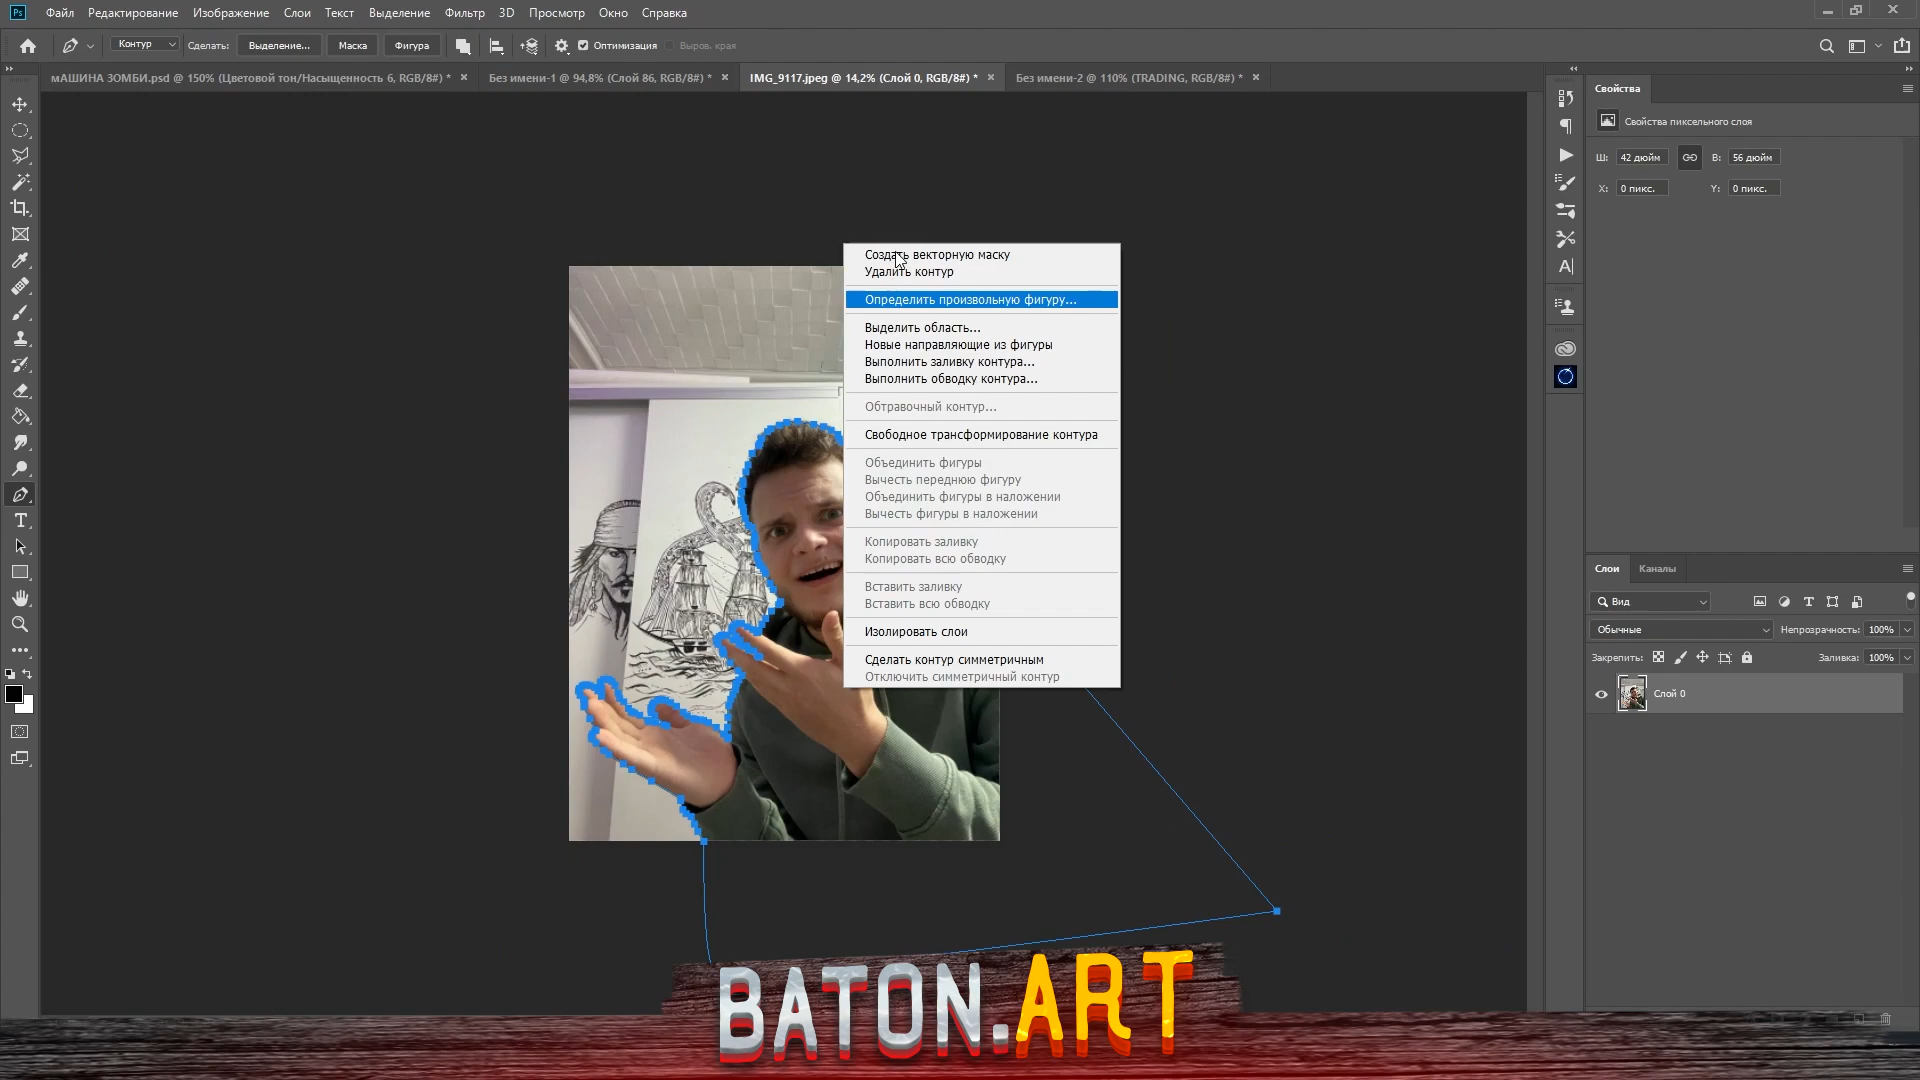 Ps Файл Редактирование Изображение Слои Текст Выделение Фильтр 3D Просмотр Окно Справка
Контур Сделать: Выделение... Маска Фигура Оптимизация Выров. края
мАШИНА ЗОМБИ.psd @ 150% (Цветовой тон/Насыщенность 6, RGB/8#) * Без имени-1 @ 94,8% (Слой 86, RGB/8#) * IMG_9117.jpeg @ 14,2% (Слой 0, RGB/8#) * Без имени-2 @ 110% (TRADING, RGB/8#) *
Свойства
Свойства пиксельного слоя
Ш: 42 дюйм В: 56 дюйм
X: 0 пикс. Y: 0 пикс.
Создать векторную маску
Удалить контур
Определить произвольную фигуру...
Выделить область...
Новые направляющие из фигуры
Выполнить заливку контура...
Выполнить обводку контура...
Обтравочный контур...
Свободное трансформирование контура
Объединить фигуры
Вычесть переднюю фигуру
Объединить фигуры в наложении
Вычесть фигуры в наложении
Копировать заливку
Копировать всю обводку
Вставить заливку
Вставить всю обводку
Изолировать слои
Сделать контур симметричным
Отключить симметричный контур
Слои Каналы
Вид
Обычные Непрозрачность: 100%
Закрепить: Заливка: 100%
Слой 0
BATON.ART